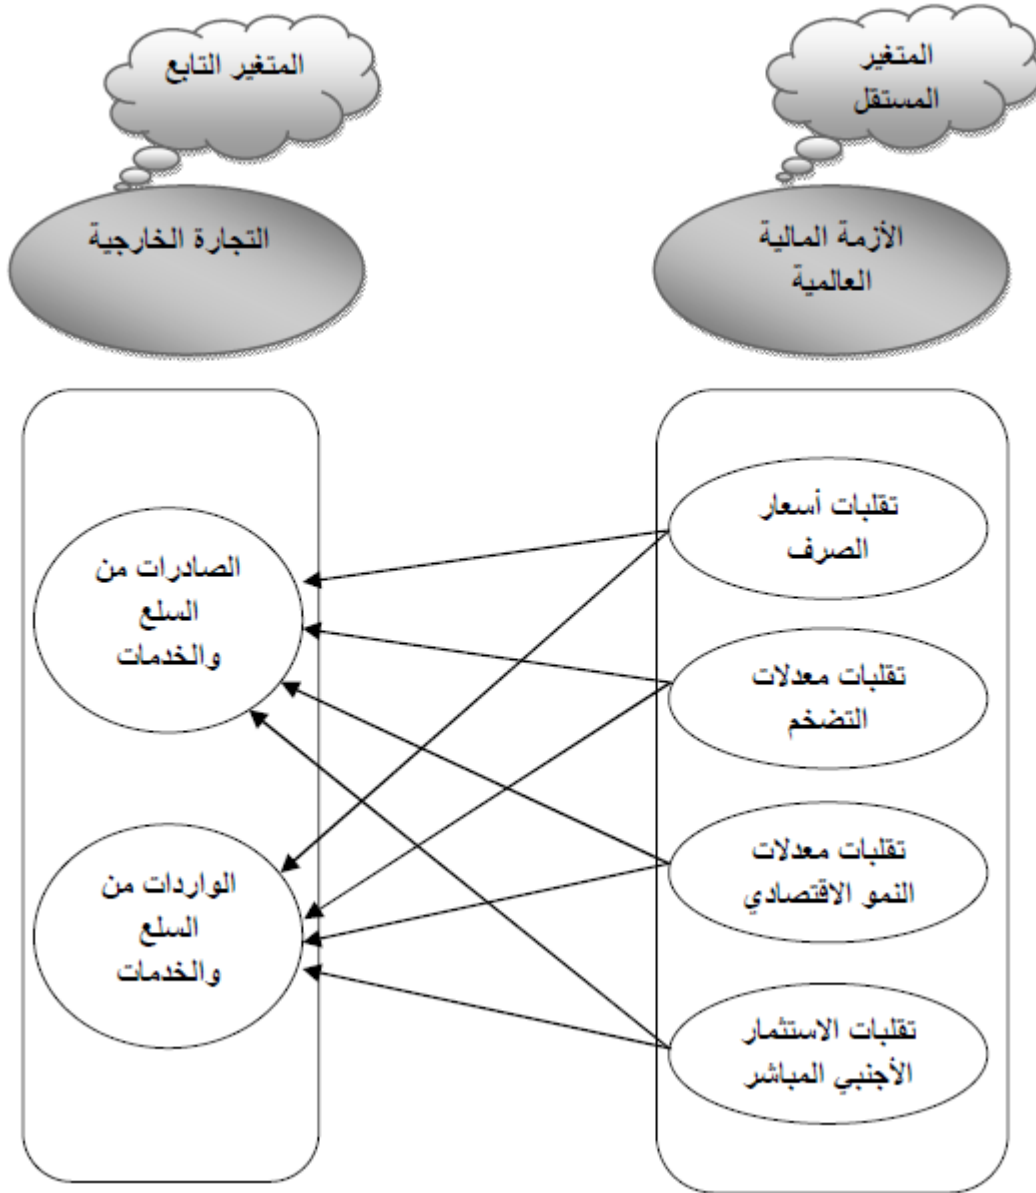 المتغير
المستقل
المتغير التابع
الأزمة المالية
العالمية
التجارة الخارجية
تقلبات أسعار
الصرف
تقلبات معدلات
التضخم
تقلبات معدلات
النمو الاقتصادي
تقلبات الاستثمار
الأجنبي المباشر
الصادرات من
السلع
والخدمات
الواردات من
السلع
والخدمات